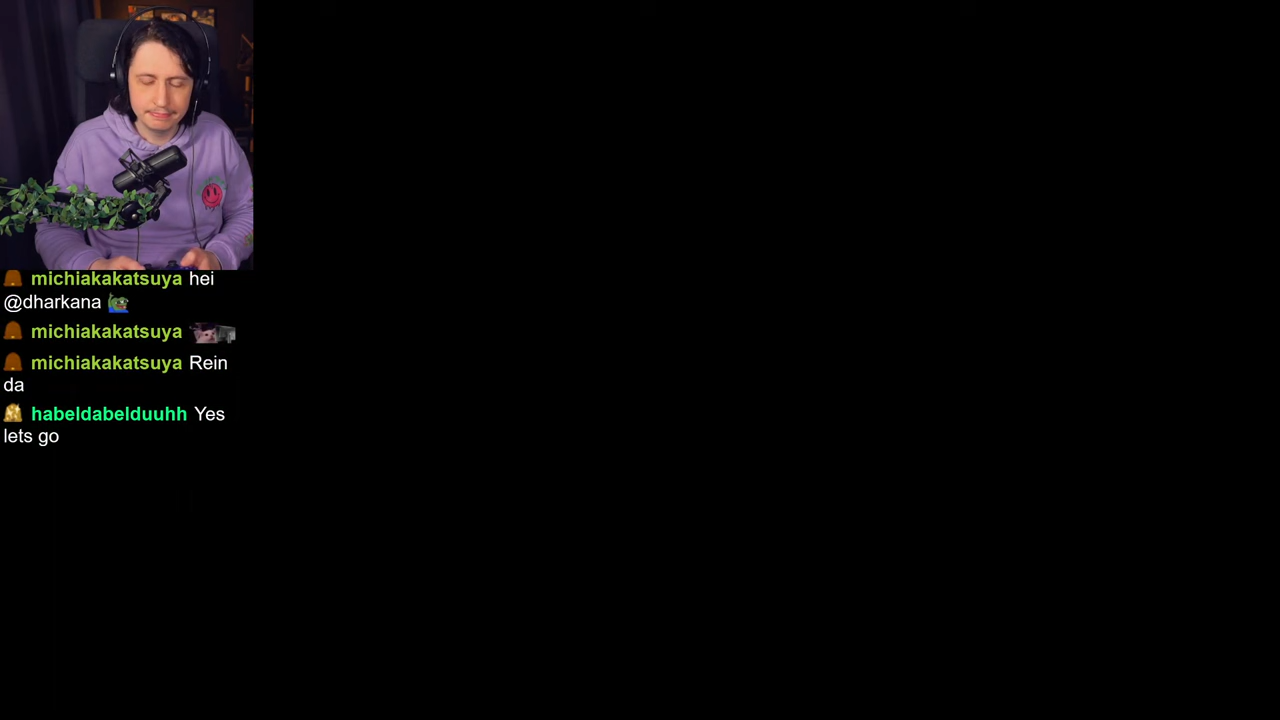 michiakakatsuya hei
@dharkana
michiakakatsuya
michiakakatsuya Rein
da
habeldabelduuhh Yes
lets go